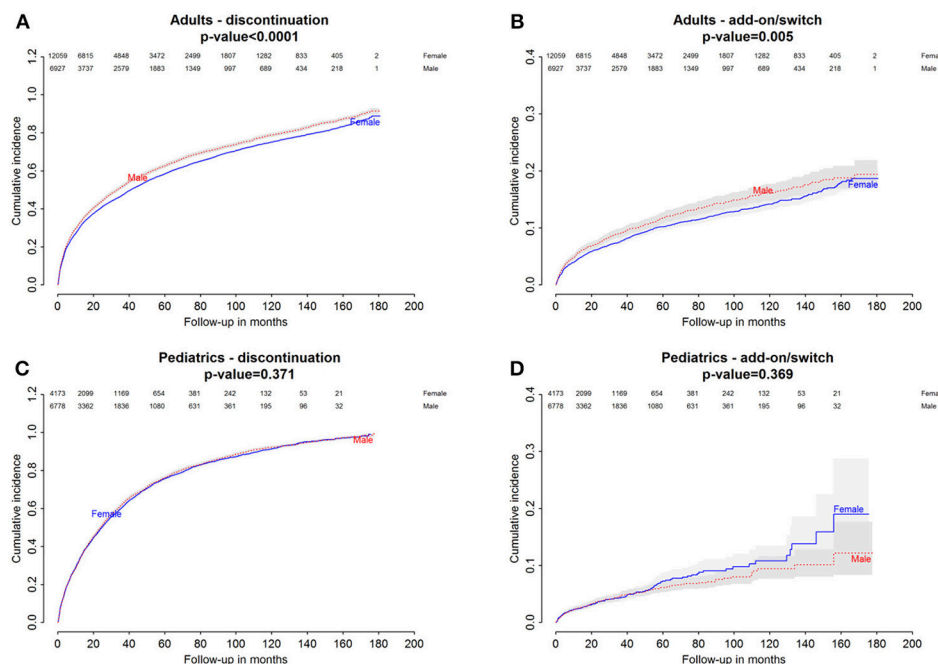 A
Adults - discontinuation
p-value<0.0001
12059 6815 4848 3472 2499 1807 1282 833 405 2 Female
6927 3737 2579 1883 1349 997 689 434 218 1 Male
Cumulative incidence
0.0 0.2 0.4 0.6 0.8 1.0 1.2
Male
Female
0 20 40 60 80 100 120 140 160 180 200
Follow-up in months
B
Adults - add-on/switch
p-value=0.005
12059 6815 4848 3472 2499 1807 1282 833 405 2 Fema
6927 3737 2579 1883 1349 997 689 434 218 1 Male
Cumulative incidence
0.0 0.1 0.2 0.3 0.4
Male
Female
0 20 40 60 80 100 120 140 160 180 200
Follow-up in months
C
Pediatrics - discontinuation
p-value=0.371
4173 2099 1169 654 381 242 132 53 21 Female
6778 3362 1836 1080 631 361 195 96 32 Male
Cumulative incidence
0.0 0.2 0.4 0.6 0.8 1.0 1.2
Female
Male
0 20 40 60 80 100 120 140 160 180 200
Follow-up in months
D
Pediatrics - add-on/switch
p-value=0.369
4173 2099 1169 654 381 242 132 53 21 Fema
6778 3362 1836 1080 631 361 195 96 32 Male
Cumulative incidence
0.0 0.1 0.2 0.3 0.4
Female
Male
0 20 40 60 80 100 120 140 160 180 200
Follow-up in months